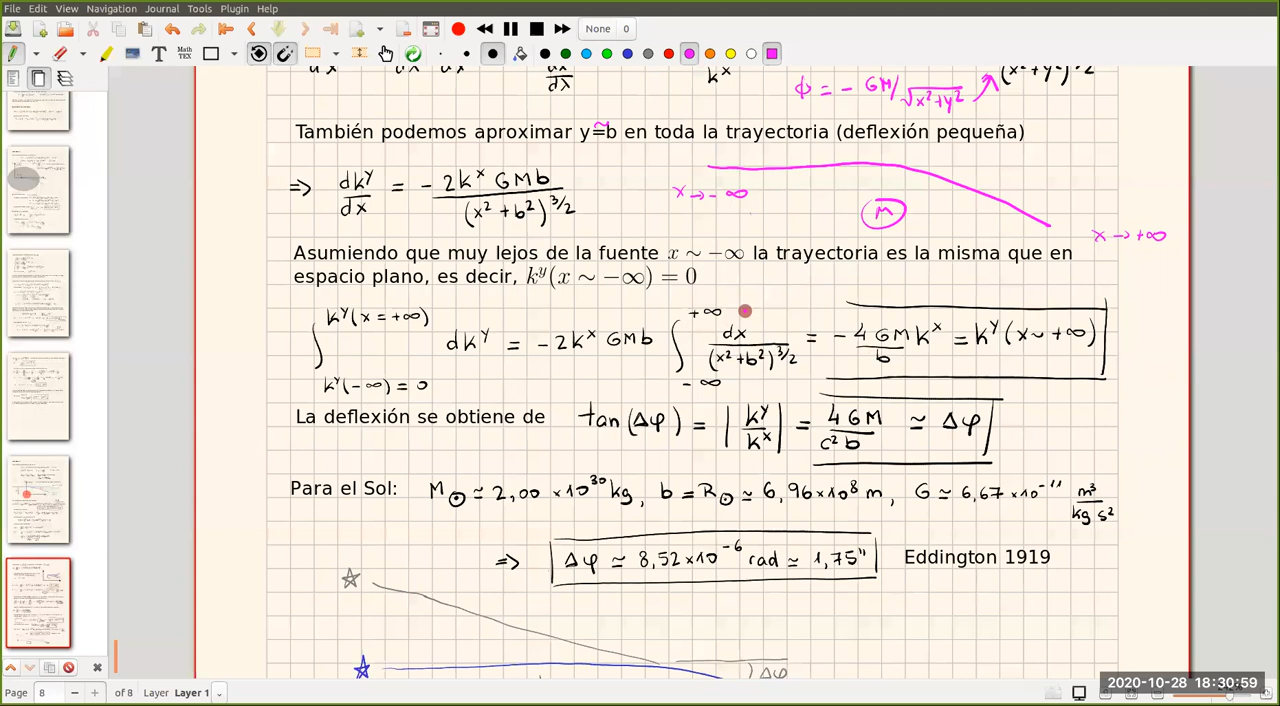 File Edit View Navigation Journal Tools Plugin Help
None 0
T Math TEX
dx dx dx dx/dx k^x (x²+y²)^3/2
ϕ = - GM/√(x²+y²)
También podemos aproximar y≅b en toda la trayectoria (deflexión pequeña)
=> dk^y/dx = - 2k^x GMb/(x²+b²)^3/2
x → -∞ M x → +∞
Asumiendo que muy lejos de la fuente x ∼ −∞ la trayectoria es la misma que en
espacio plano, es decir, k^y(x ∼ −∞) = 0
∫_{k^y(-∞) = 0}^{k^y(x=+∞)} dk^y = -2k^x GMb ∫_{-∞}^{+∞} dx/(x²+b²)^3/2 = - 4GM/b k^x = k^y(x∼+∞)
La deflexión se obtiene de tan(Δφ) = |k^y/k^x| = 4GM/c²b ≃ Δφ
Para el Sol: M⊙ ≃ 2,00 ×10^30 kg, b = R⊙ ≃ 6,96×10^8 m, G ≃ 6,67×10^-11 m³/kg s²
=> Δφ ≃ 8,52×10^-6 rad ≃ 1,75" Eddington 1919
Δφ
Page 8 of 8 Layer Layer 1
2020-10-28 18:30:59